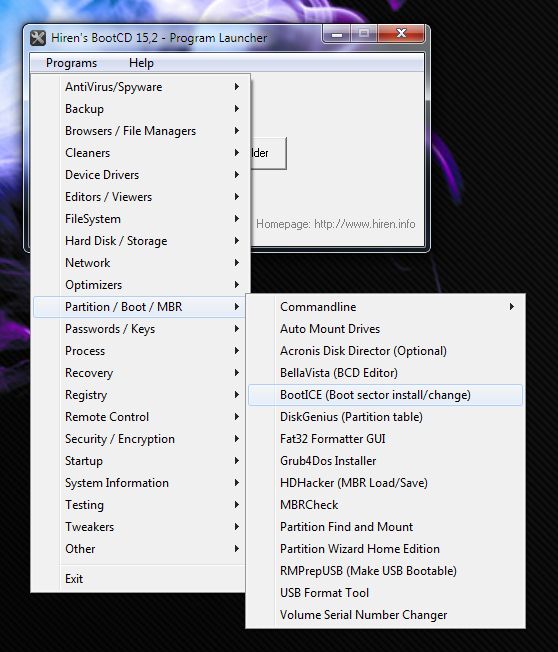 Hiren's BootCD 15,2 - Program Launcher
Programs Help
AntiVirus/Spyware
Backup
Browsers / File Managers
Cleaners
Device Drivers
lder
Editors / Viewers
FileSystem
Homepage: http://www.hiren.info
Hard Disk / Storage
Network
Optimizers
Partition / Boot / MBR
Passwords / Keys
Process
Recovery
Registry
Remote Control
Security / Encryption
Startup
System Information
Testing
Tweakers
Other
Exit
Commandline
Auto Mount Drives
Acronis Disk Director (Optional)
BellaVista (BCD Editor)
BootICE (Boot sector install/change)
DiskGenius (Partition table)
Fat32 Formatter GUI
Grub4Dos Installer
HDHacker (MBR Load/Save)
MBRCheck
Partition Find and Mount
Partition Wizard Home Edition
RMPrepUSB (Make USB Bootable)
USB Format Tool
Volume Serial Number Changer